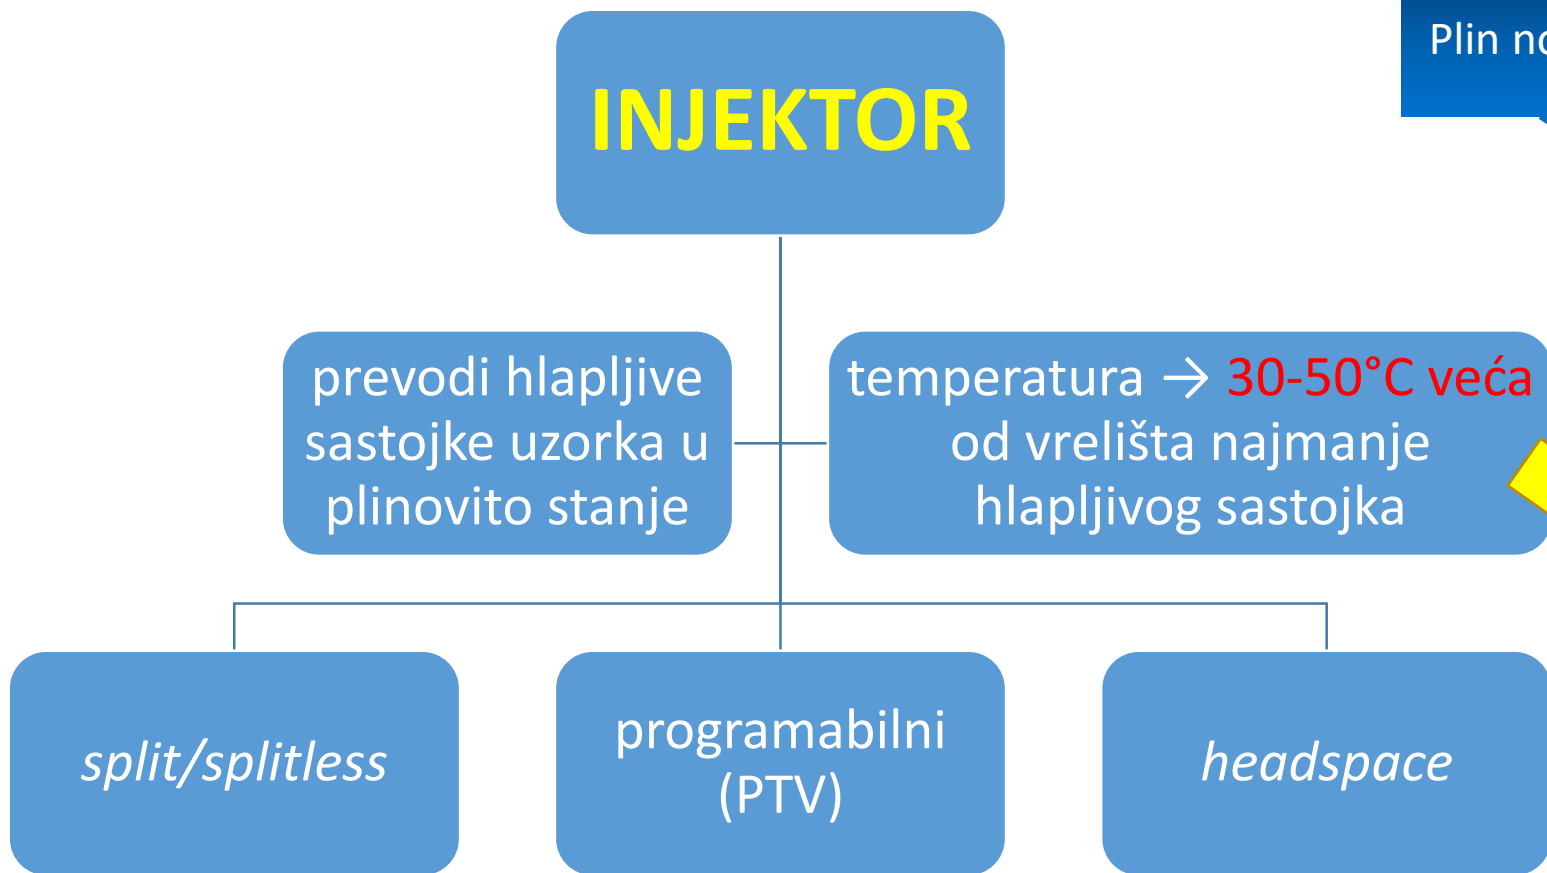 Plin
INJEKTOR
prevodi hlapljive
sastojke uzorka u
plinovito stanje
temperatura → 30-50°C veća
od vrelišta najmanje
hlapljivog sastojka
split/splitless
programabilni
(PTV)
headspace